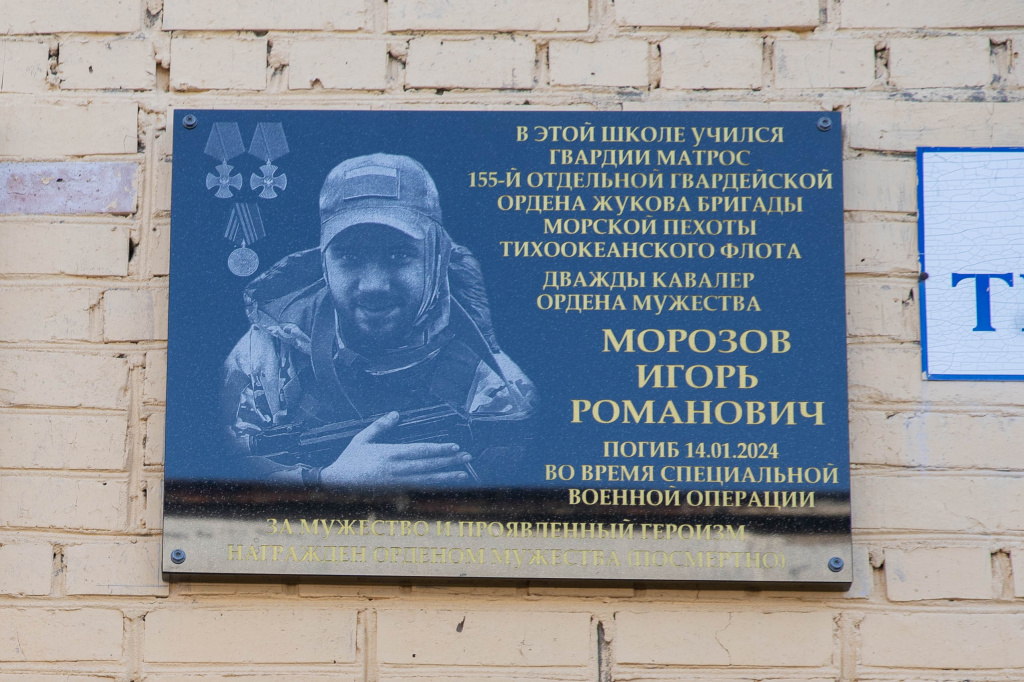 В ЭТОЙ ШКОЛЕ УЧИЛСЯ
ГВАРДИИ МАТРОС
155-Й ОТДЕЛЬНОЙ ГВАРДЕЙСКОЙ
ОРДЕНА ЖУКОВА БРИГАДЫ
МОРСКОЙ ПЕХОТЫ
ТИХООКЕАНСКОГО ФЛОТА
ДВАЖДЫ КАВАЛЕР
ОРДЕНА МУЖЕСТВА
МОРОЗОВ
ИГОРЬ
РОМАНОВИЧ
ПОГИБ 14.01.2024
ВО ВРЕМЯ СПЕЦИАЛЬНОЙ
ВОЕННОЙ ОПЕРАЦИИ
ЗА МУЖЕСТВО И ПРОЯВЛЕННЫЙ ГЕРОИЗМ
НАГРАЖДЕН ОРДЕНОМ МУЖЕСТВА (ПОСМЕРТНО)